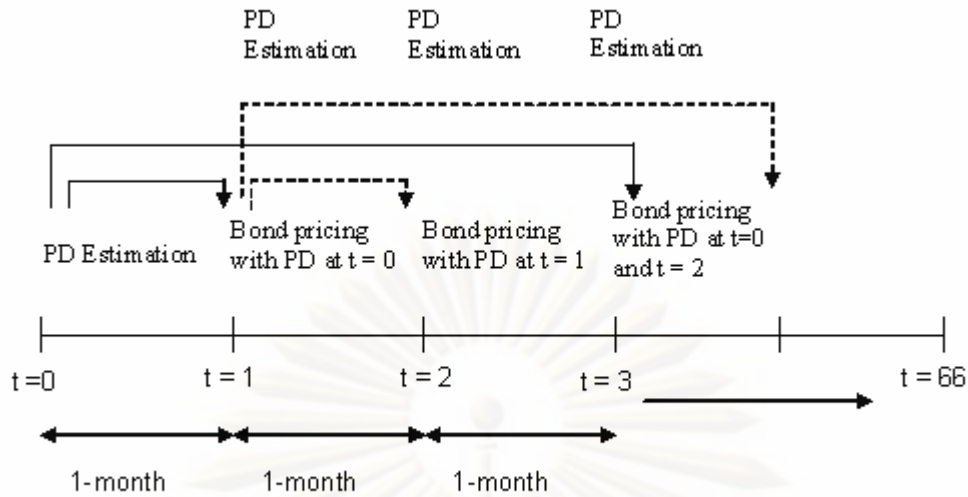 PD
Estimation
PD
Estimation
PD
Estimation
PD Estimation
Bond pricing
with PD at t = 0
Bond pricing
with PD at t = 1
Bond pricing
with PD at t=0
and t = 2
t =0
t = 1
t = 2
t = 3
t = 66
1-month
1-month
1-month